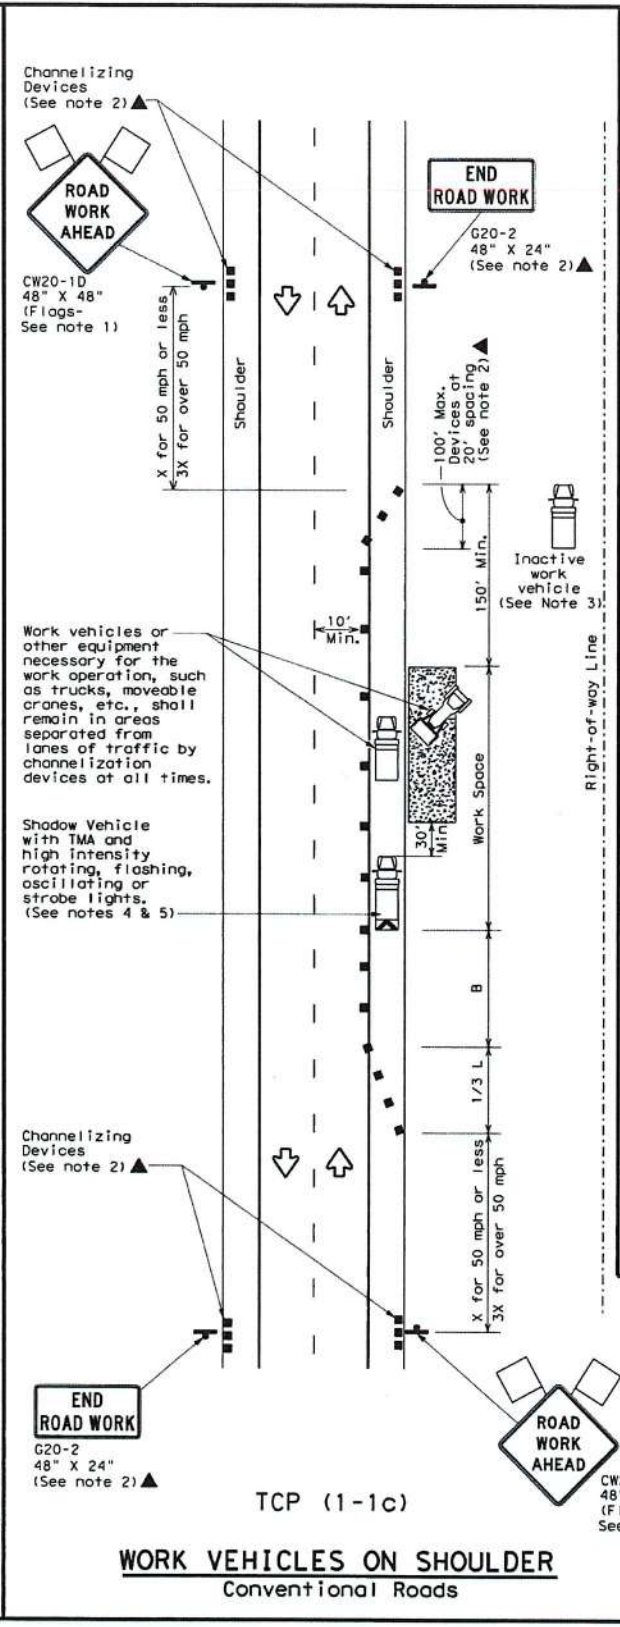 Channelizing
Devices
(See note 2)▲
ROAD
WORK
AHEAD
CW20-1D
48" X 48"
(Flags-
See note 1)
END
ROAD WORK
G20-2
48" X 24"
(See note 2)▲
X for 50 mph or less
3X for over 50 mph
Shoulder
Shoulder
100' Max.
Devices at
20' spacing
(See note 2)▲
150' Min.
Inactive
work
vehicle
(See Note 3)
10'
Min.
Right-of-way Line
Work vehicles or
other equipment
necessary for the
work operation, such
as trucks, moveable
cranes, etc., shall
remain in areas
separated from
lanes of traffic by
channelization
devices at all times.
Work Space
30'
Min.
Shadow Vehicle
with TMA and
high intensity
rotating, flashing,
oscillating or
strobe lights.
(See notes 4 & 5)
B
1/3 L
Channelizing
Devices
(See note 2)▲
X for 50 mph or less
3X for over 50 mph
END
ROAD WORK
G20-2
48" X 24"
(See note 2)▲
ROAD
WORK
AHEAD
CW
48"
(Fl
See
TCP (1-1c)
WORK VEHICLES ON SHOULDER
Conventional Roads